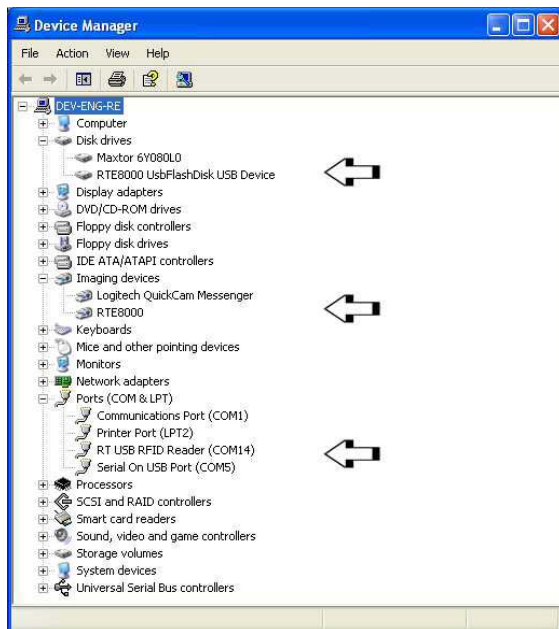 Device Manager
File Action View Help
DEV-ENG-RE
Computer
Disk drives
Maxtor 6Y080L0
RTE8000 UsbFlashDisk USB Device
Display adapters
DVD/CD-ROM drives
Floppy disk controllers
Floppy disk drives
IDE ATA/ATAPI controllers
Imaging devices
Logitech QuickCam Messenger
RTE8000
Keyboards
Mice and other pointing devices
Monitors
Network adapters
Ports (COM & LPT)
Communications Port (COM1)
Printer Port (LPT2)
RT USB RFID Reader (COM14)
Serial On USB Port (COM5)
Processors
SCSI and RAID controllers
Smart card readers
Sound, video and game controllers
Storage volumes
System devices
Universal Serial Bus controllers